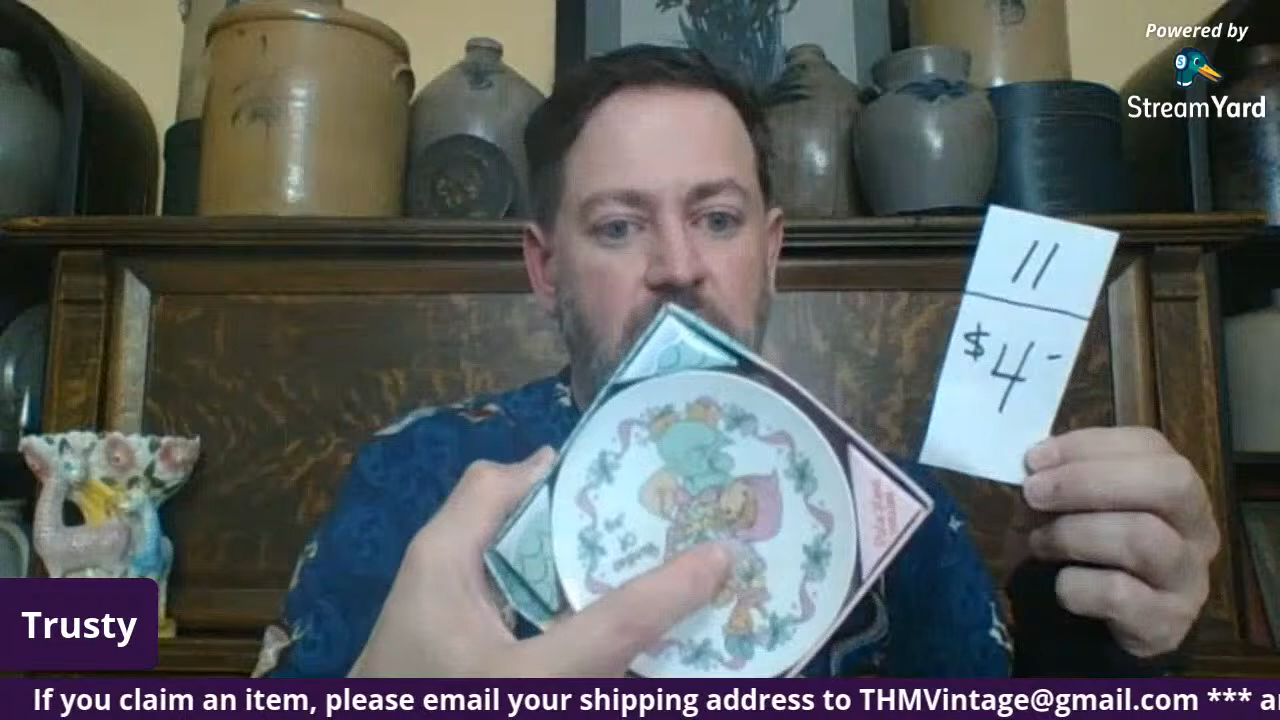 Powered by
StreamYard
11
$4-
Trusty
If you claim an item, please email your shipping address to THMVintage@gmail.com *** a